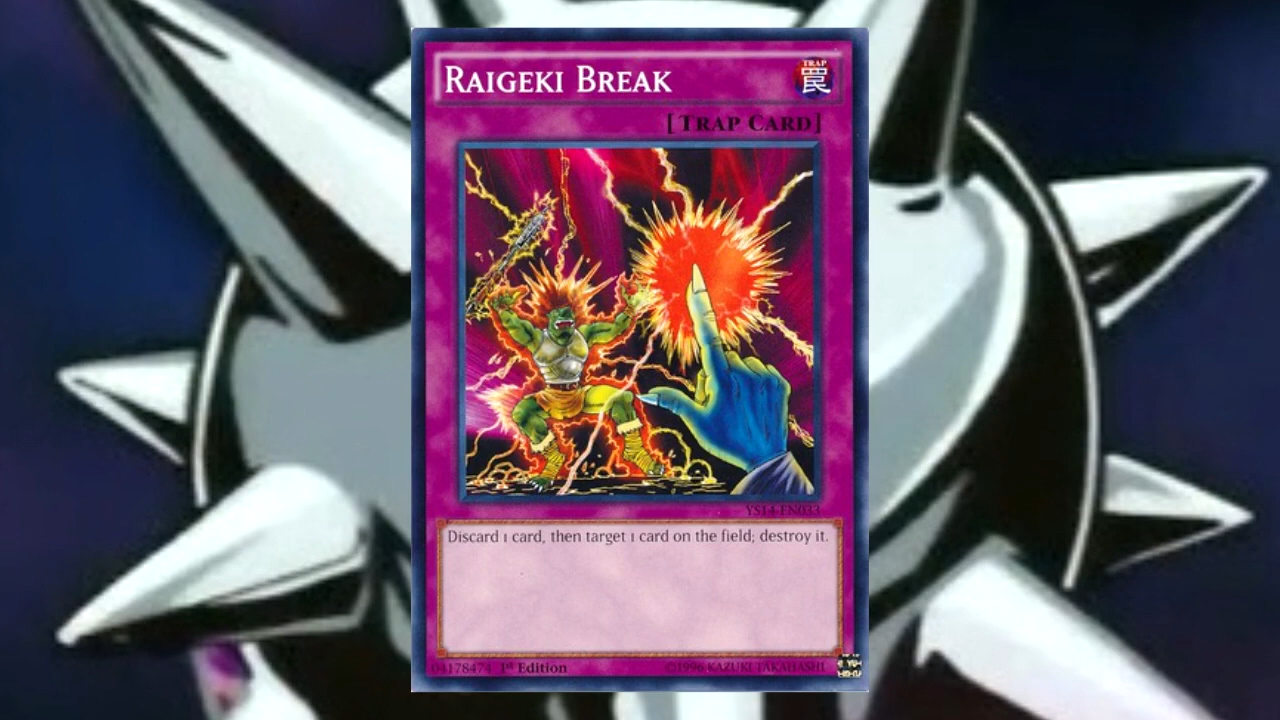 RAIGEKI BREAK
TRAP
罠
[TRAP CARD]
YS14-EN033
Discard 1 card, then target 1 card on the field; destroy it.
04178474 1st Edition ©1996 KAZUKI TAKAHASHI